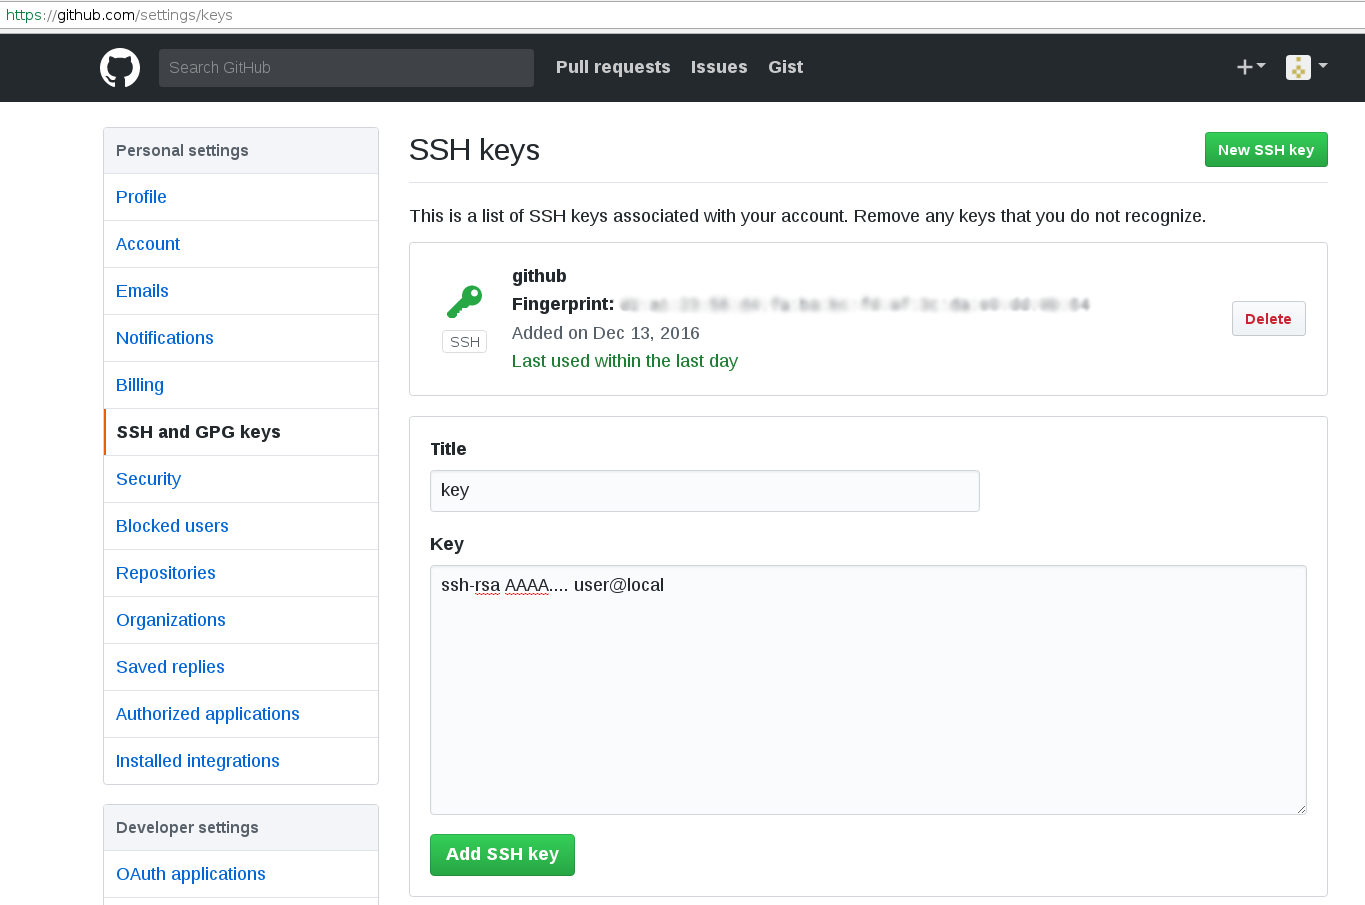 https://github.com/settings/keys
Search GitHub
Pull requests Issues Gist
Personal settings
Profile
Account
Emails
Notifications
Billing
SSH and GPG keys
Security
Blocked users
Repositories
Organizations
Saved replies
Authorized applications
Installed integrations
Developer settings
OAuth applications
SSH keys
New SSH key
This is a list of SSH keys associated with your account. Remove any keys that you do not recognize.
SSH
github
Fingerprint:
Added on Dec 13, 2016
Last used within the last day
Delete
Title
key
Key
ssh-rsa AAAA.... user@local
Add SSH key